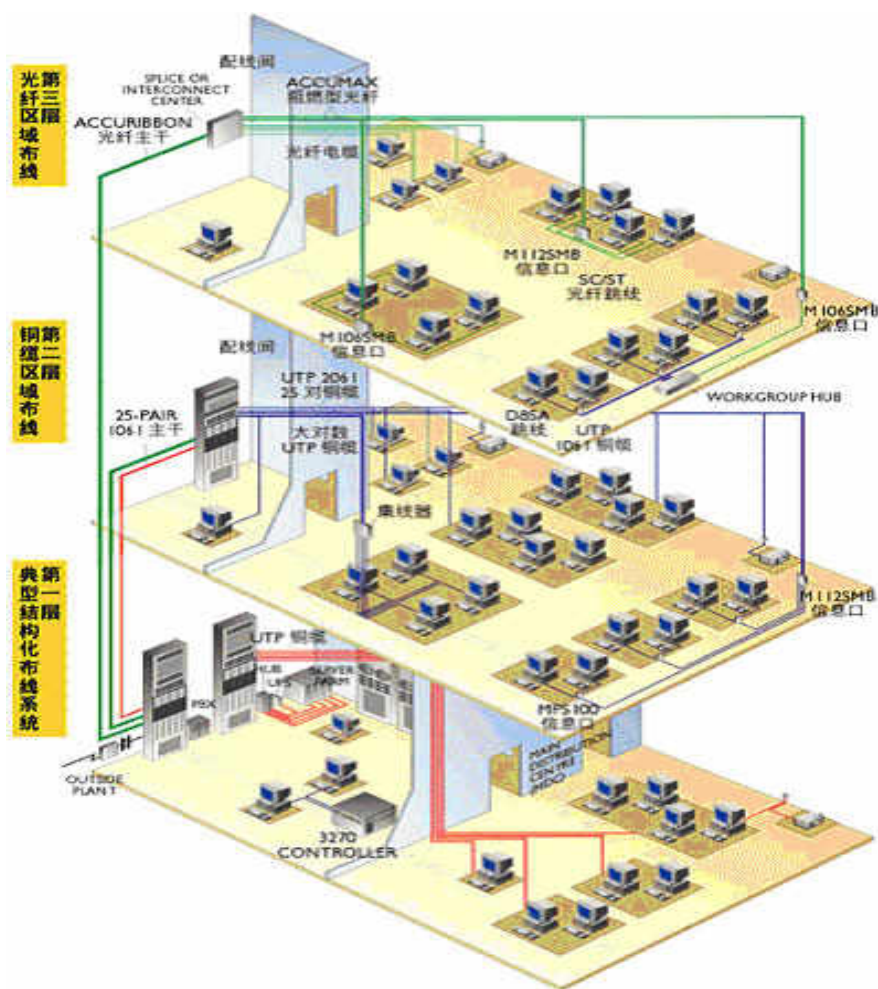 第三层
光纤区域布线
配线间
SPLICE OR
INTERCONNECT
CENTER
ACCUMAX
阻燃型光纤
ACCURIBBON
光纤主干
光纤电缆
M112SMB
信息口
SC/ST
光纤跳线
M106SMB
信息口
M106SMB
信息口
WORKGROUP HUB
第二层
铜缆区域布线
配线间
UTP 2061
25 对铜缆
25-PAIR
1061 主干
大对数
UTP 铜缆
D8SA
跳线
UTP
1061 铜缆
集线器
M112SMB
信息口
第一层
典型结构化布线系统
UTP 铜缆
HUB
UPS
SERVER
FARM
PBX
MPS100
信息口
MAIN
DISTRIBUTION
CENTRE
OUTSIDE
PLANT
3270
CONTROLLER